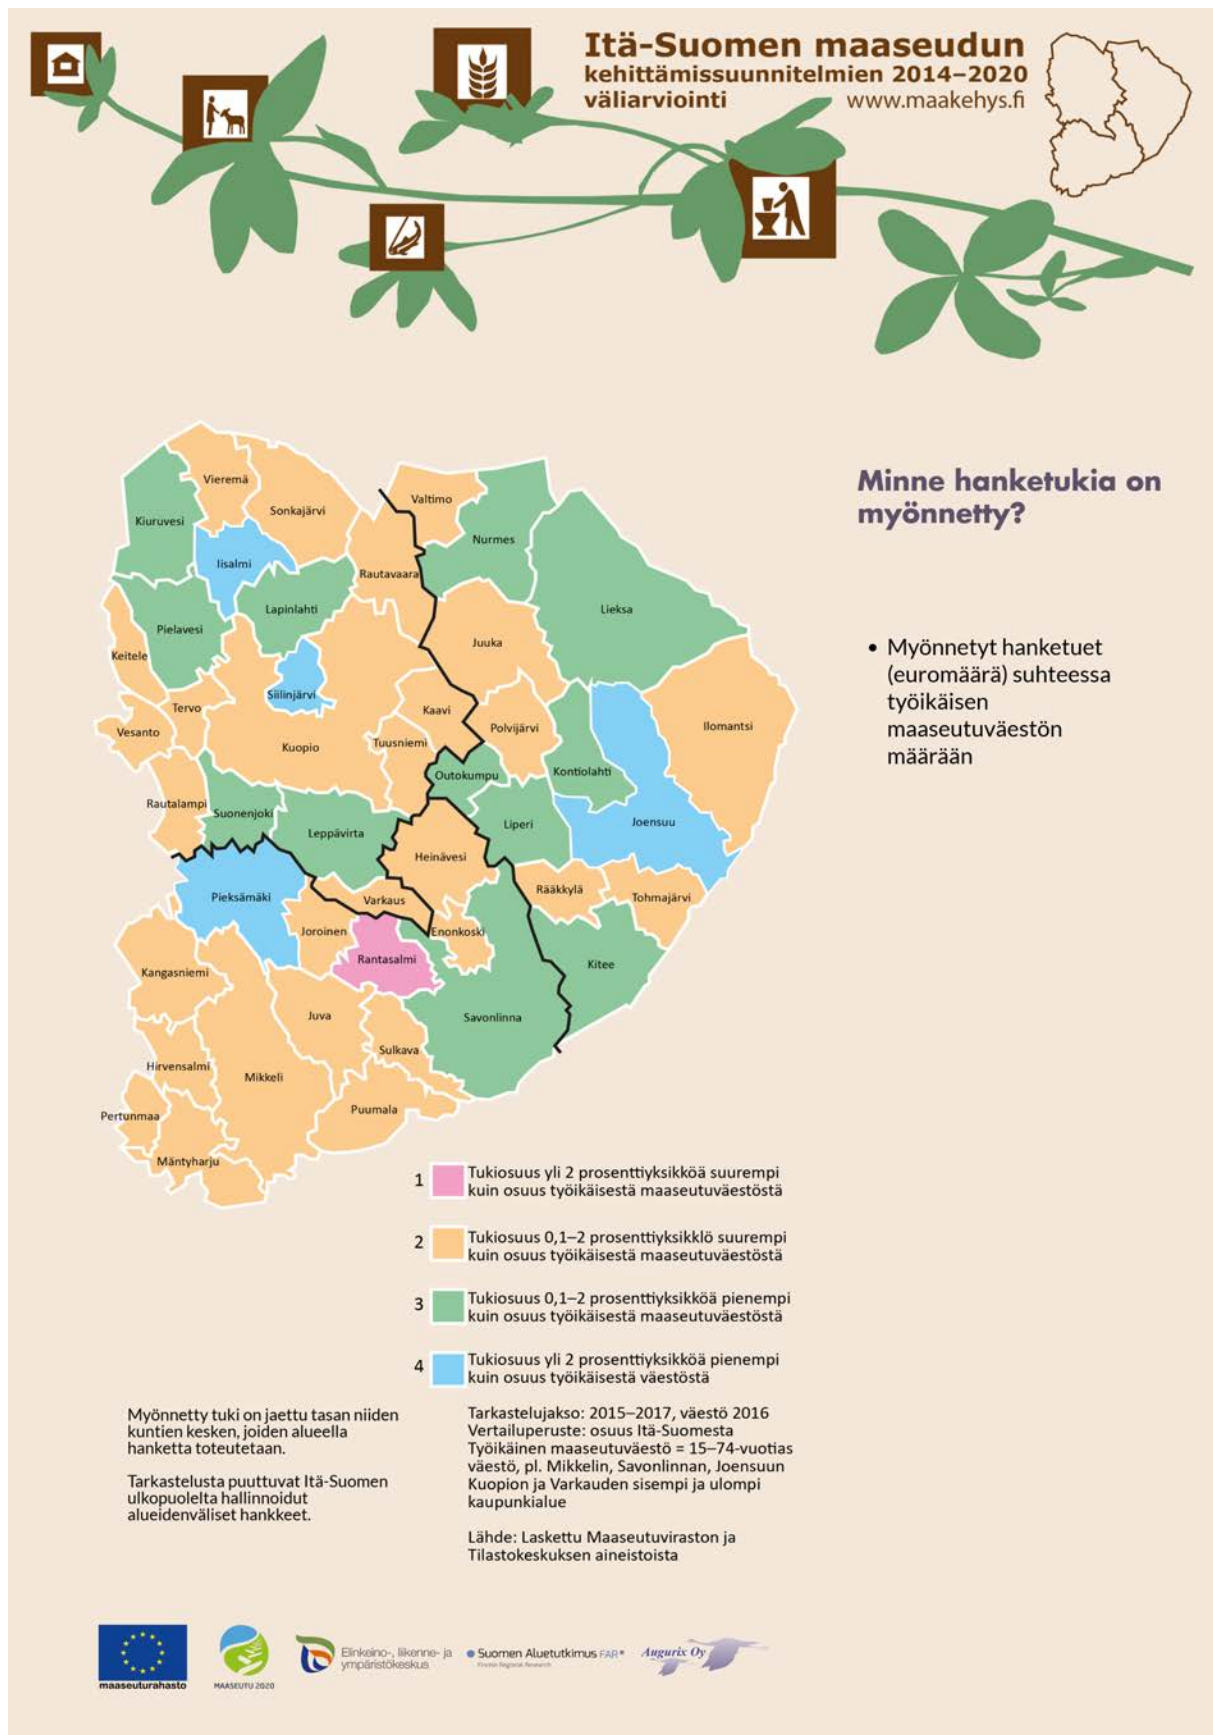 Itä-Suomen maaseudun
kehittämissuunnitelmien 2014–2020
väliarviointi
www.maakehys.fi
Minne hanketukia on
myönnetty?
• Myönnetyt hanketuet
(euromäärä) suhteessa
työikäisen
maaseutuväestön
määrään
Vieremä
Sonkajärvi
Valtimo
Kiuruvesi
Nurmes
Iisalmi
Rautavaara
Lapinlahti
Lieksa
Pielavesi
Juuka
Keitele
Siilinjärvi
Tervo
Kaavi
Vesanto
Polvijärvi
Ilomantsi
Kuopio
Tuusniemi
Outokumpu
Kontiolahti
Rautalampi
Suonenjoki
Leppävirta
Liperi
Joensuu
Heinävesi
Pieksämäki
Varkaus
Rääkkylä
Tohmajärvi
Joroinen
Enonkoski
Rantasalmi
Kitee
Kangasniemi
Juva
Savonlinna
Sulkava
Hirvensalmi
Mikkeli
Pertunmaa
Puumala
Mäntyharju
1 Tukiosuus yli 2 prosenttiyksikköä suurempi
kuin osuus työikäisestä maaseutuväestöstä
2 Tukiosuus 0,1–2 prosenttiyksikklö suurempi
kuin osuus työikäisestä maaseutuväestöstä
3 Tukiosuus 0,1–2 prosenttiyksikköä pienempi
kuin osuus työikäisestä maaseutuväestöstä
4 Tukiosuus yli 2 prosenttiyksikköä pienempi
kuin osuus työikäisestä väestöstä
Myönnetty tuki on jaettu tasan niiden
kuntien kesken, joiden alueella
hanketta toteutetaan.
Tarkastelusta puuttuvat Itä-Suomen
ulkopuolelta hallinnoidut
alueidenväliset hankkeet.
Tarkastelujakso: 2015–2017, väestö 2016
Vertailuperuste: osuus Itä-Suomesta
Työikäinen maaseutuväestö = 15–74-vuotias
väestö, pl. Mikkelin, Savonlinnan, Joensuun
Kuopion ja Varkauden sisempi ja ulompi
kaupunkialue
Lähde: Laskettu Maaseutuviraston ja
Tilastokeskuksen aineistoista
maaseuturahasto
MAASEUTU 2020
Elinkeino-, liikenne- ja
ympäristökeskus
Suomen Aluetutkimus FAR
Finnish Regional Research
Augurix Oy